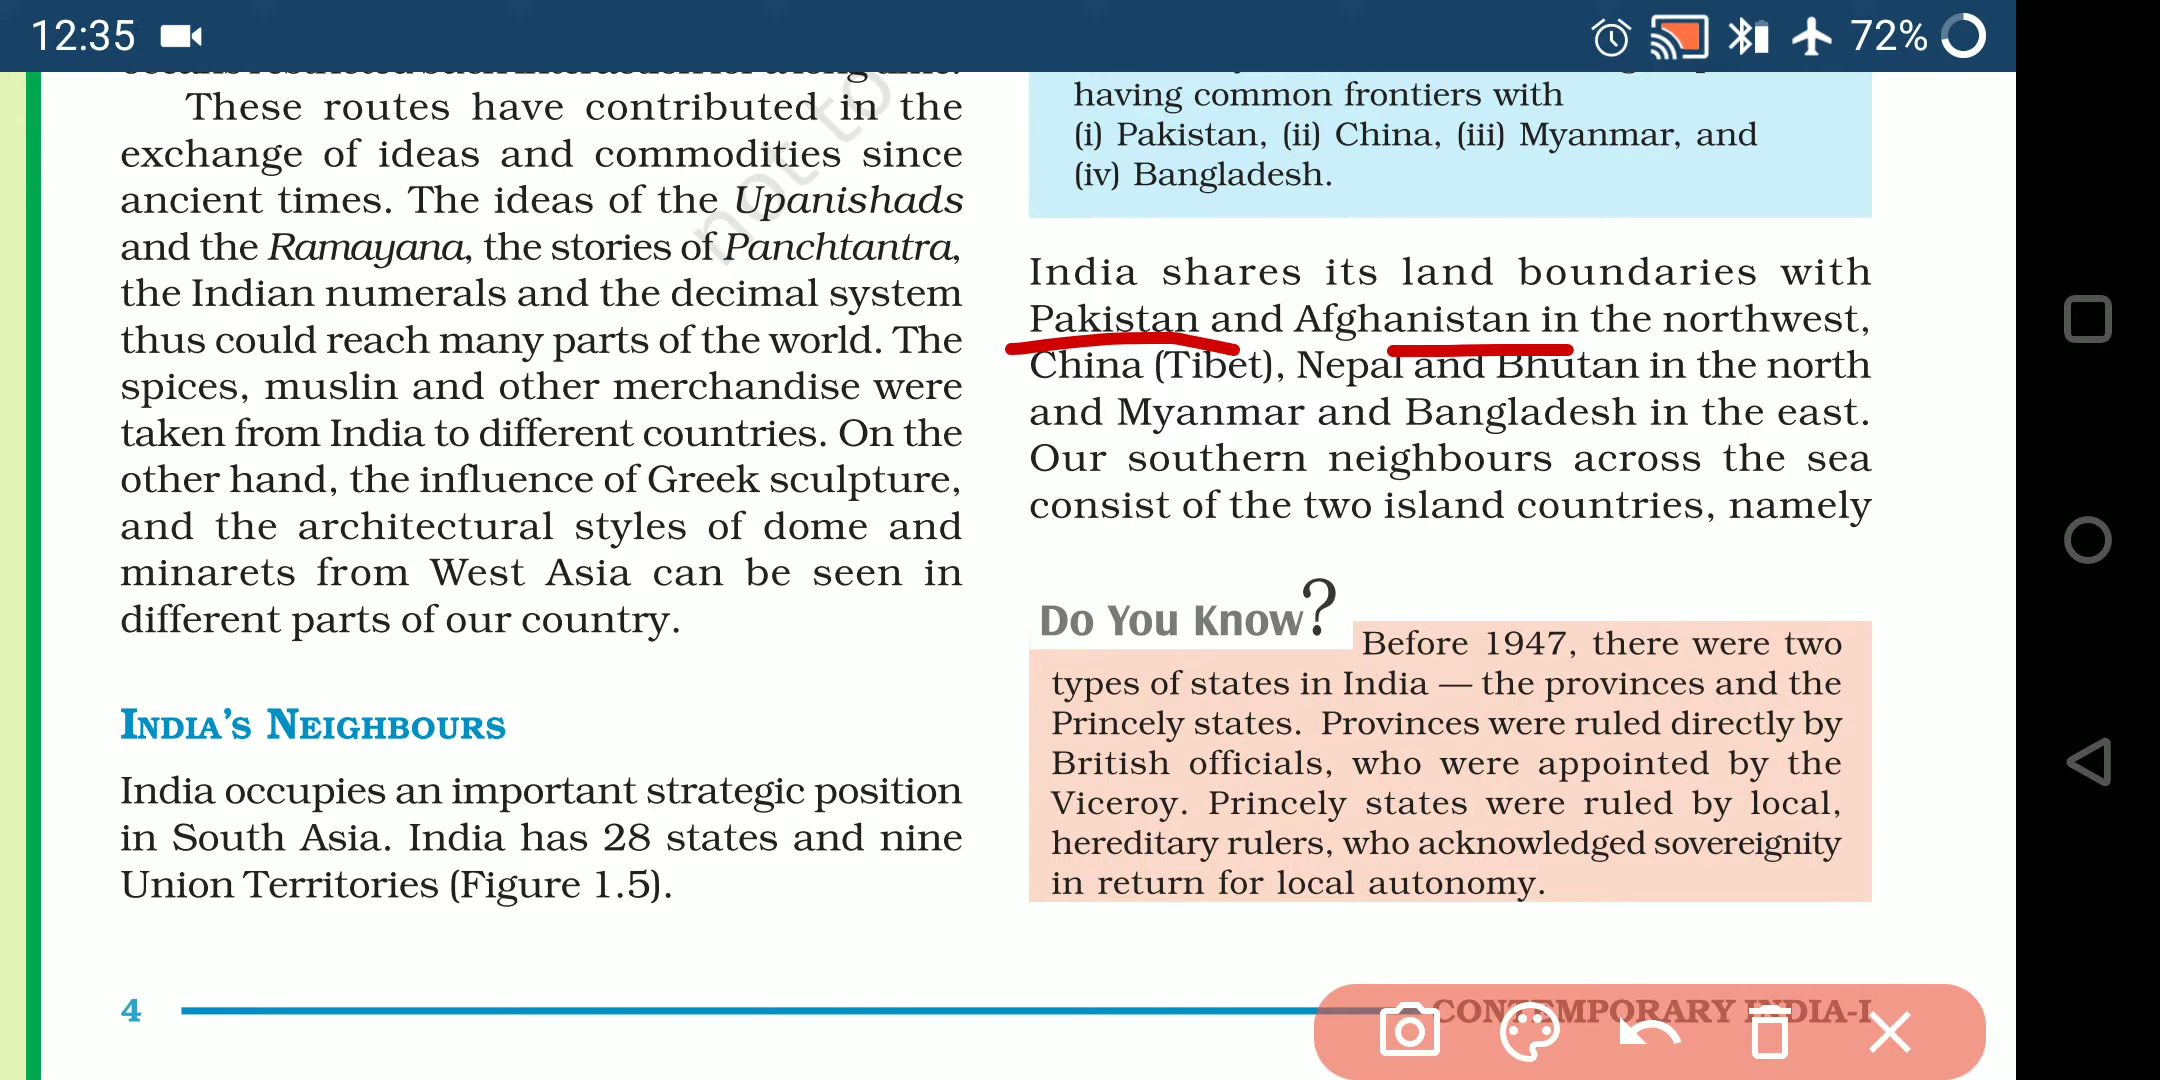 12:35
72%
These routes have contributed in the
exchange of ideas and commodities since
ancient times. The ideas of the Upanishads
and the Ramayana, the stories of Panchtantra,
the Indian numerals and the decimal system
thus could reach many parts of the world. The
spices, muslin and other merchandise were
taken from India to different countries. On the
other hand, the influence of Greek sculpture,
and the architectural styles of dome and
minarets from West Asia can be seen in
different parts of our country.
INDIA'S NEIGHBOURS
India occupies an important strategic position
in South Asia. India has 28 states and nine
Union Territories (Figure 1.5).
having common frontiers with
(i) Pakistan, (ii) China, (iii) Myanmar, and
(iv) Bangladesh.
India shares its land boundaries with
Pakistan and Afghanistan in the northwest,
China (Tibet), Nepal and Bhutan in the north
and Myanmar and Bangladesh in the east.
Our southern neighbours across the sea
consist of the two island countries, namely
Do You Know?
Before 1947, there were two
types of states in India — the provinces and the
Princely states. Provinces were ruled directly by
British officials, who were appointed by the
Viceroy. Princely states were ruled by local,
hereditary rulers, who acknowledged sovereignity
in return for local autonomy.
4
CONTEMPORARY INDIA-I
not to